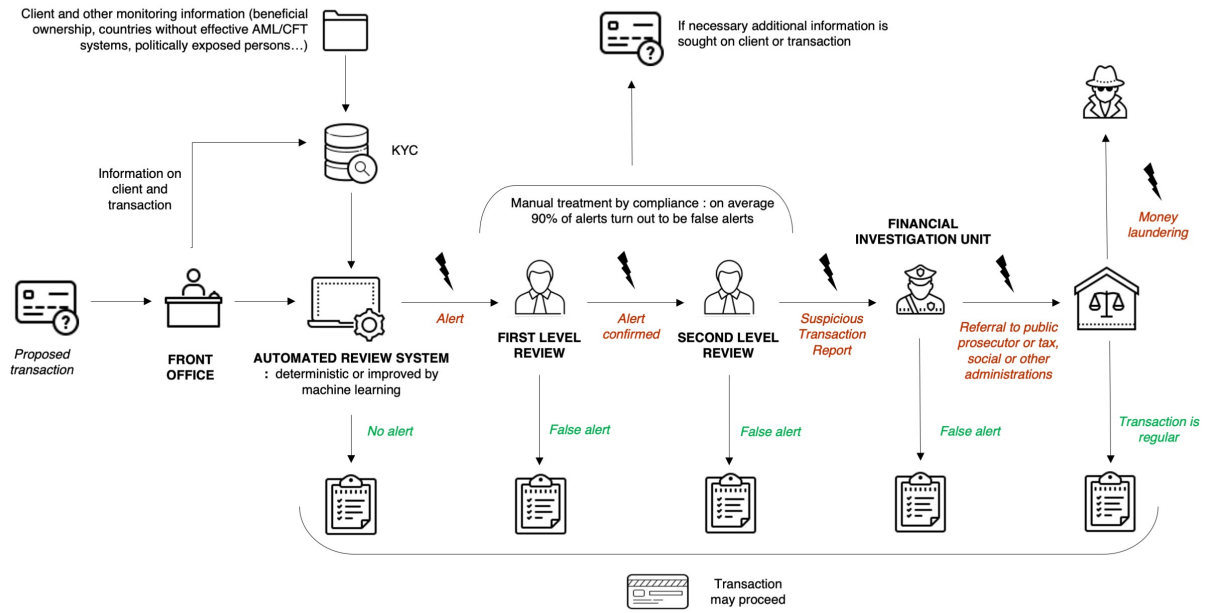 Client and other monitoring information (beneficial
ownership, countries without effective AML/CFT
systems, politically exposed persons…)
If necessary additional information is
sought on client or transaction
KYC
Information on
client and
transaction
Manual treatment by compliance : on average
90% of alerts turn out to be false alerts
Money
laundering
FINANCIAL
INVESTIGATION UNIT
Proposed
transaction
FRONT
OFFICE
AUTOMATED REVIEW SYSTEM
: deterministic or improved by
machine learning
Alert
FIRST LEVEL
REVIEW
Alert
confirmed
SECOND LEVEL
REVIEW
Suspicious
Transaction
Report
Referral to public
prosecutor or tax,
social or other
administrations
No alert
False alert
False alert
False alert
Transaction is
regular
Transaction
may proceed